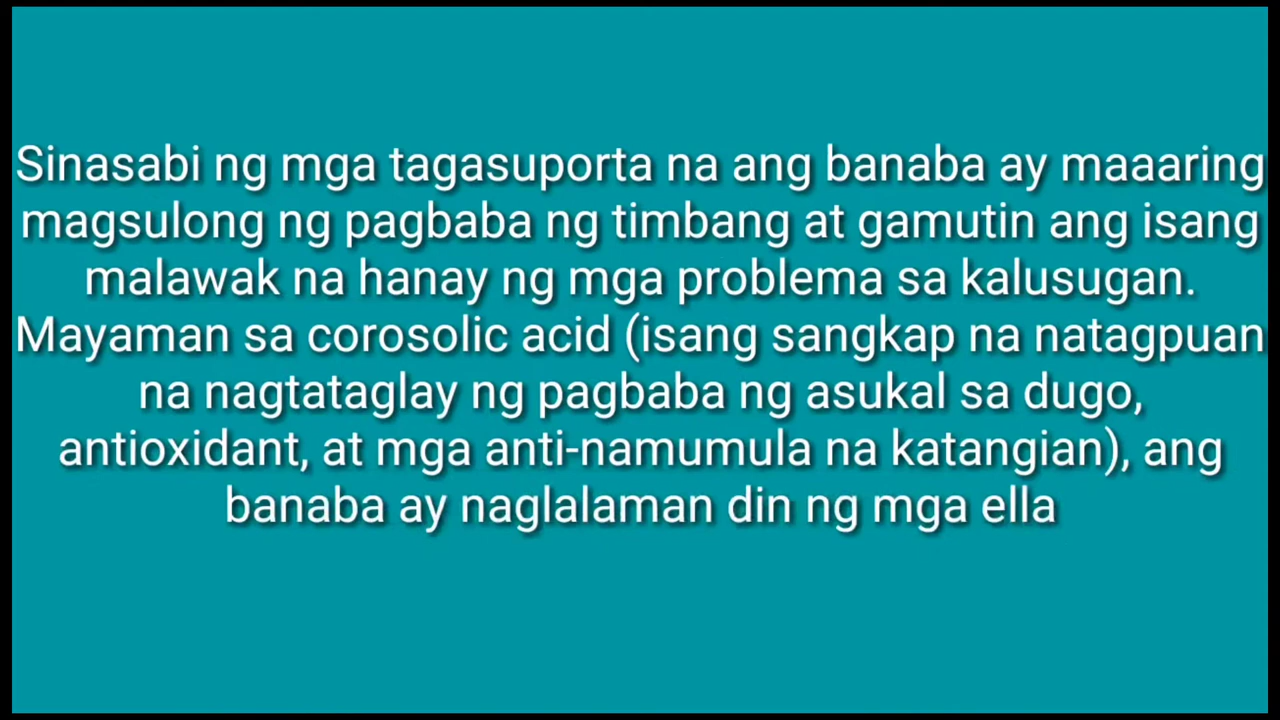 Sinasabi ng mga tagasuporta na ang banaba ay maaaring
magsulong ng pagbaba ng timbang at gamutin ang isang
malawak na hanay ng mga problema sa kalusugan.
Mayaman sa corosolic acid (isang sangkap na natagpuan
na nagtataglay ng pagbaba ng asukal sa dugo,
antioxidant, at mga anti-namumula na katangian), ang
banaba ay naglalaman din ng mga ella